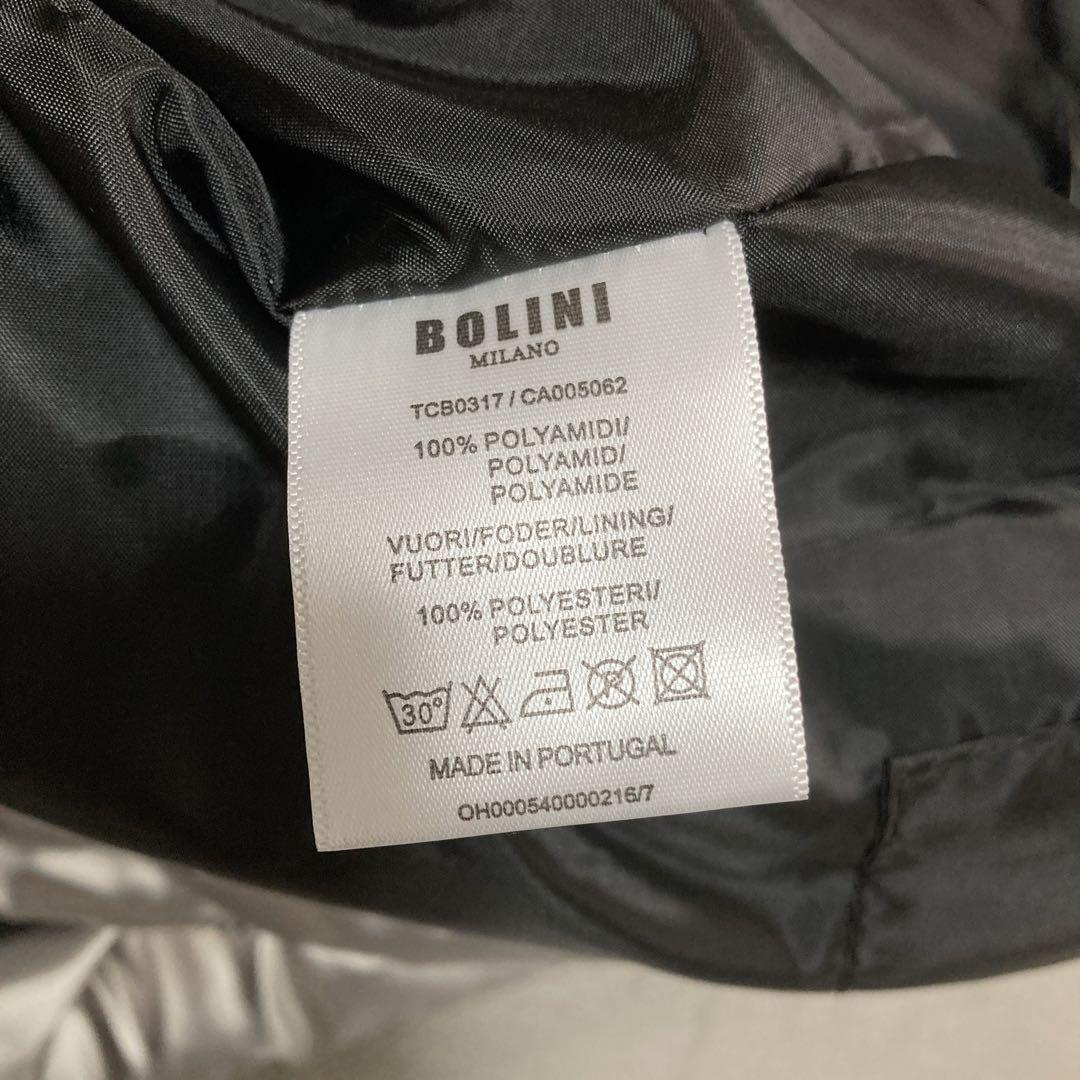 BOLINI
MILANO
TCB0317 / CA005062
100% POLYAMIDI/
POLYAMID/
POLYAMIDE
VUORI/FODER/LINING/
FUTTER/DOUBLURE
100% POLYESTERI/
POLYESTER
30°
P
MADE IN PORTUGAL
OH000540000216/7